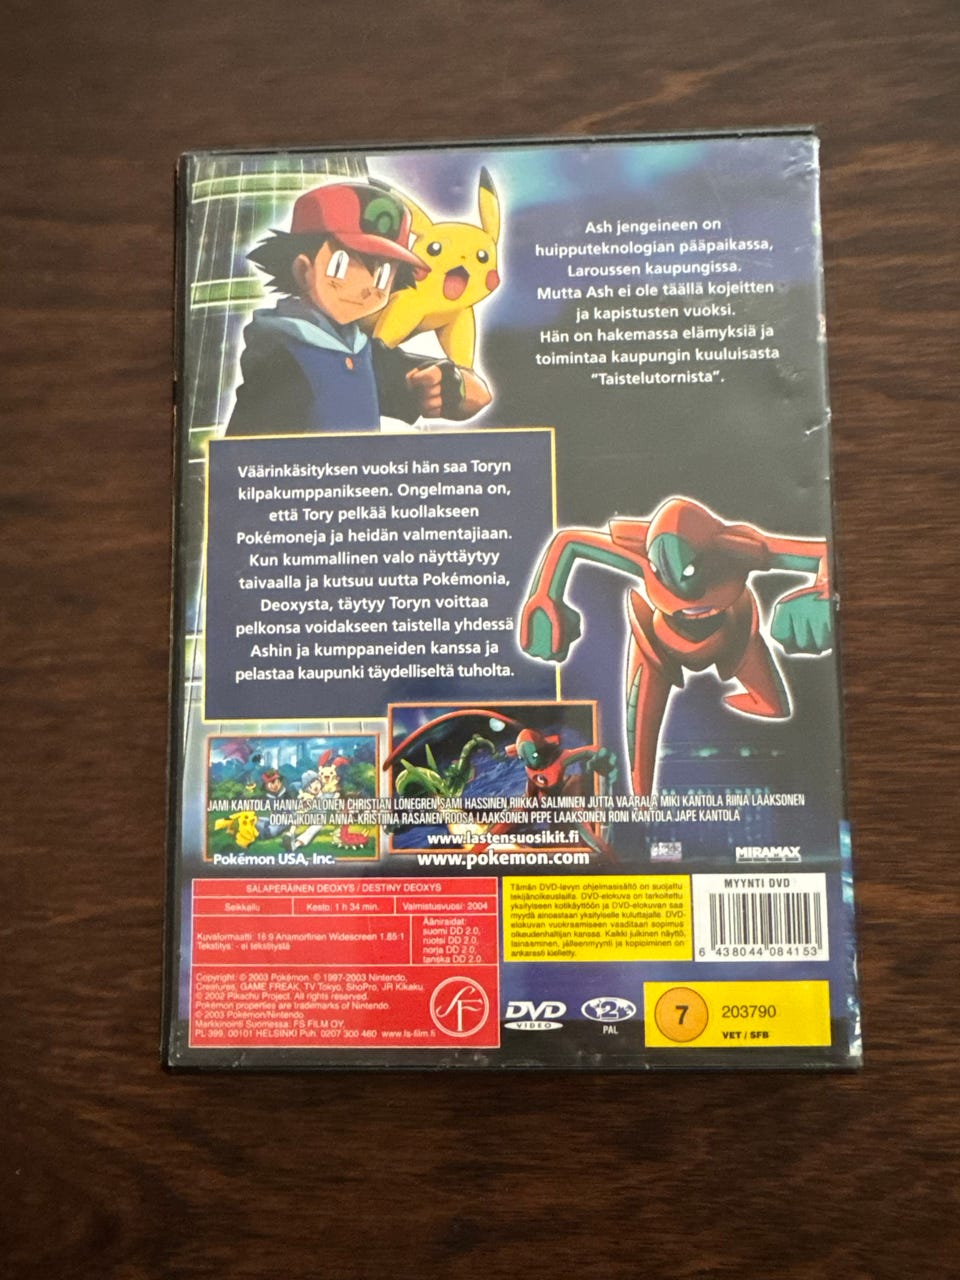 Ash jengeineen on
huipputeknologian pääpaikassa,
Laroussen kaupungissa.
Mutta Ash ei ole täällä kojeitten
ja kapistusten vuoksi.
Hän on hakemassa elämyksiä ja
toimintaa kaupungin kuuluisasta
"Taistelutornista".
Väärinkäsityksen vuoksi hän saa Toryn
kilpakumppanikseen. Ongelmana on,
että Tory pelkää kuollakseen
Pokémoneja ja heidän valmentajiaan.
Kun kummallinen valo näyttäytyy
taivaalla ja kutsuu uutta Pokémonia,
Deoxysta, täytyy Toryn voittaa
pelkonsa voidakseen taistella yhdessä
Ashin ja kumppaneiden kanssa ja
pelastaa kaupunki täydelliseltä tuholta.
JAMI KANTOLA HANNA SALONEN CHRISTIAN LÖNEGREN SAMI HASSINEN RIIKKA SALMINEN JUTTA VAARALA MIKI KANTOLA RIINA LAAKSONEN
OONA IKONEN ANNA-KRISTIINA RÄSÄNEN ROOSA LAAKSONEN PEPE LAAKSONEN RONI KANTOLA JAPE KANTOLA
www.lastensuosikit.fi
Pokémon USA, Inc.
www.pokemon.com
MIRAMAX
SALAPERÄINEN DEOXYS / DESTINY DEOXYS
Seikkailu
Kesto: 1 h 34 min.
Valmistusvuosi: 2004
Kuvaformaatti: 16:9 Anamorfinen Widescreen 1.85:1
Tekstitys: - ei tekstitystä
Ääniraidat:
suomi DD 2.0,
ruotsi DD 2.0,
norja DD 2.0,
tanska DD 2.0.
Copyright: © 2003 Pokémon. © 1997-2003 Nintendo.
Creatures, GAME FREAK, TV Tokyo, ShoPro, JR Kikaku.
© 2002 Pikachu Project. All rights reserved.
Pokémon properties are trademarks of Nintendo.
© 2003 Pokémon/Nintendo.
Markkinointi Suomessa: FS FILM OY,
PL 399, 00101 HELSINKI Puh. 0207 300 460 www.fs-film.fi
SF
Tämän DVD-levyn ohjelmasisältö on suojattu
tekijänoikeuslailla. DVD-elokuva on tarkoitettu
yksityiseen kotikäyttöön ja DVD-elokuvan saa
myydä ainoastaan yksityiselle kuluttajalle. DVD-
elokuvan vuokraamiseen vaaditaan sopimus
oikeudenhaltijan kanssa. Kaikki julkinen näyttö,
lainaaminen, jälleenmyynti ja kopioiminen on
ankarasti kielletty.
MYYNTI DVD
6 438044 084153
DVD
VIDEO
2
PAL
7
203790
VET / SFB